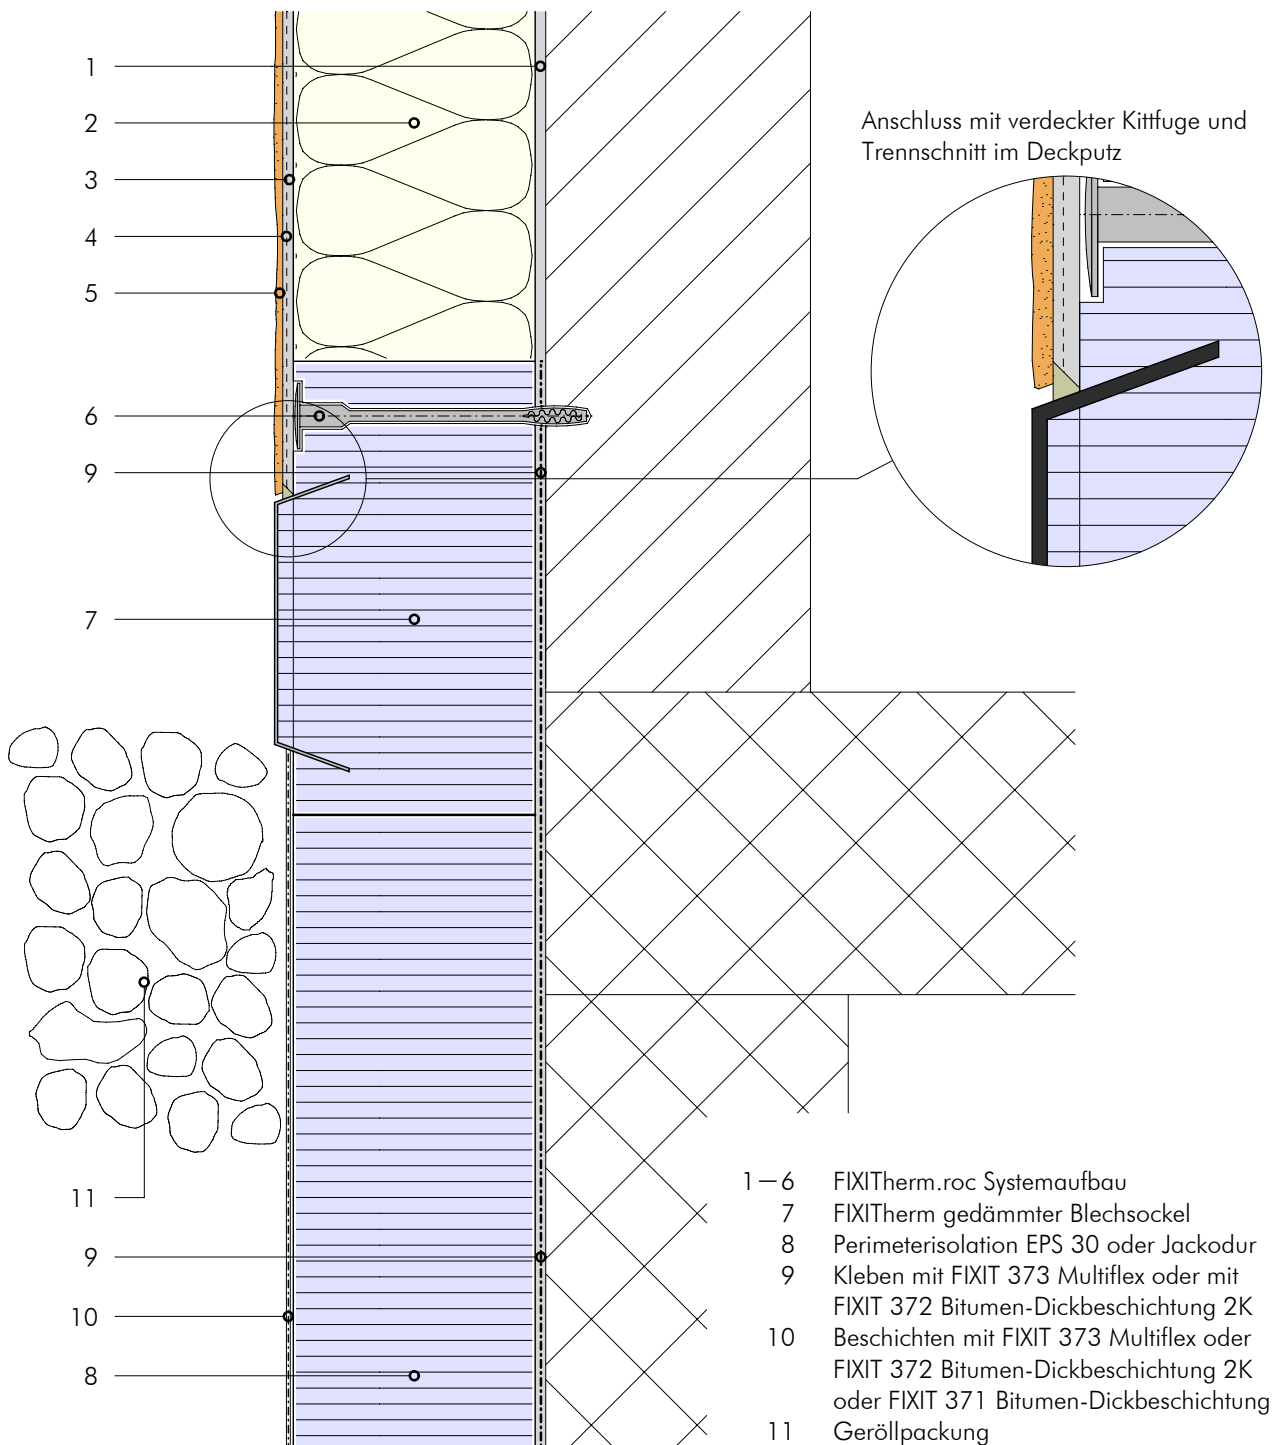 1
2
3
4
5
6
9
7
11
9
10
8
Anschluss mit verdeckter Kittfuge und
Trennschnitt im Deckputz
1–6 FIXITherm.roc Systemaufbau
7 FIXITherm gedämmter Blechsockel
8 Perimeterisolation EPS 30 oder Jackodur
9 Kleben mit FIXIT 373 Multiflex oder mit
FIXIT 372 Bitumen-Dickbeschichtung 2K
10 Beschichten mit FIXIT 373 Multiflex oder
FIXIT 372 Bitumen-Dickbeschichtung 2K
oder FIXIT 371 Bitumen-Dickbeschichtung
11 Geröllpackung